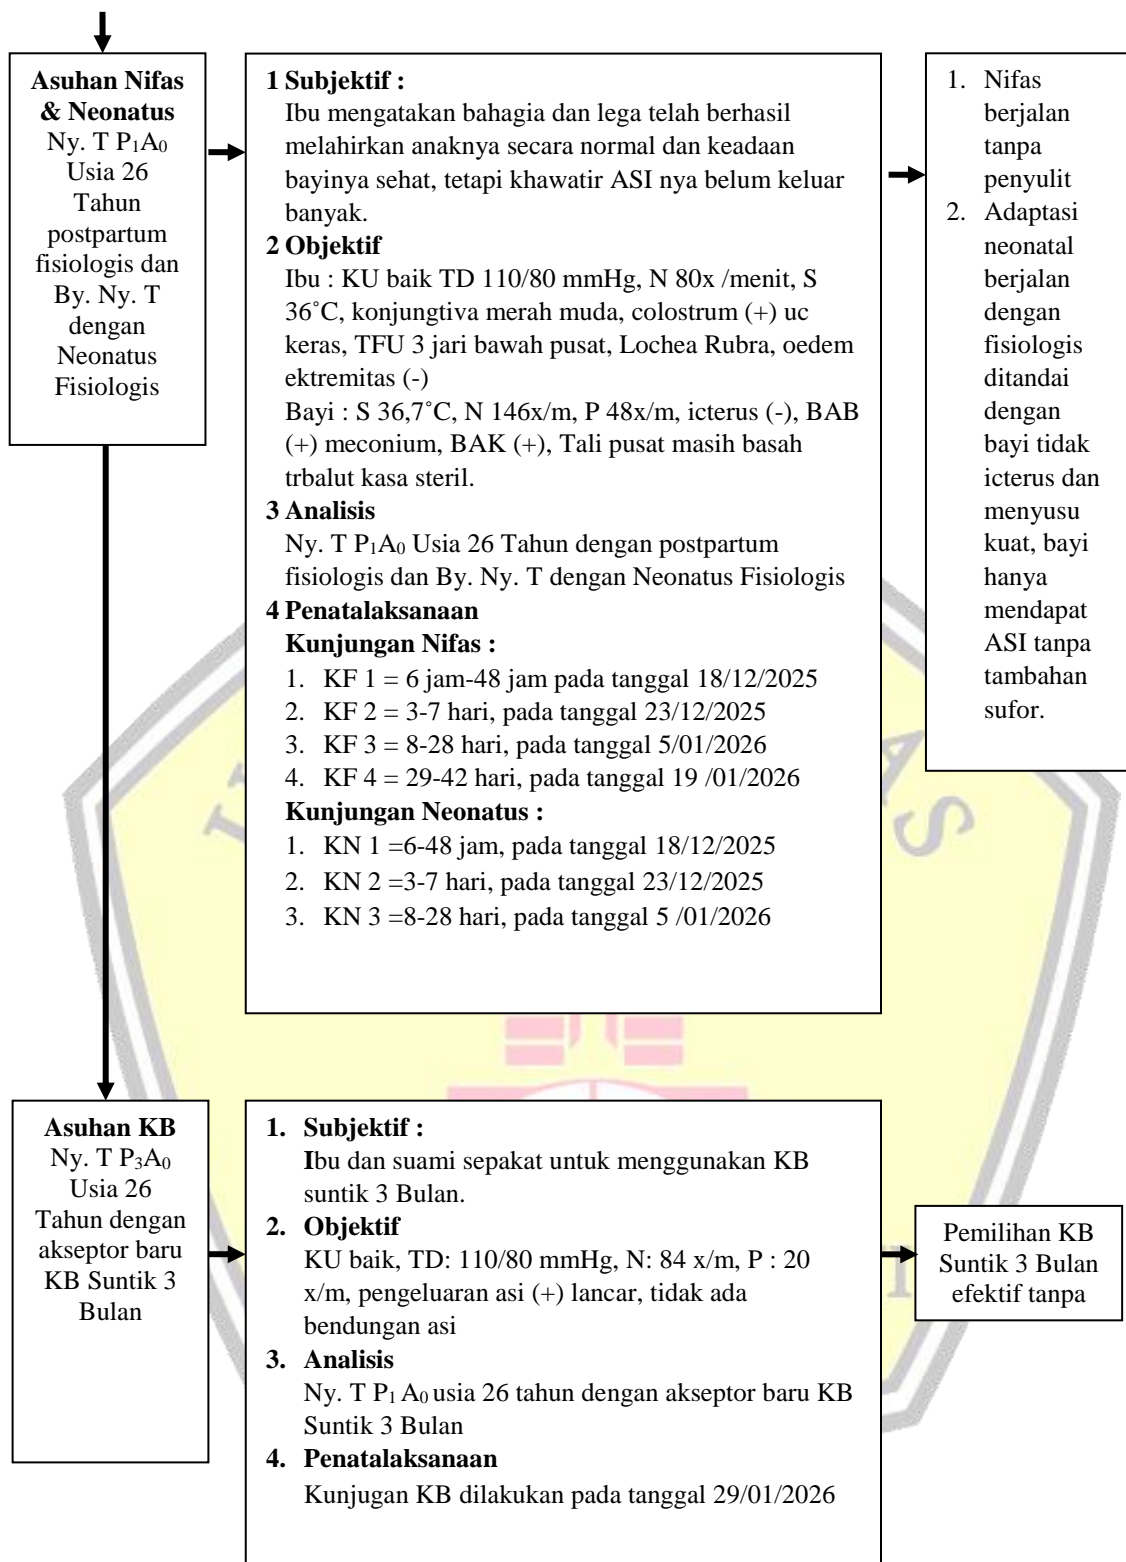 Asuhan Nifas
& Neonatus
Ny. T P₁A₀
Usia 26
Tahun
postpartum
fisiologis dan
By. Ny. T
dengan
Neonatus
Fisiologis
1 Subjektif :
Ibu mengatakan bahagia dan lega telah berhasil
melahirkan anaknya secara normal dan keadaan
bayinya sehat, tetapi khawatir ASI nya belum keluar
banyak.
2 Objektif
Ibu : KU baik TD 110/80 mmHg, N 80x /menit, S
36˚C, konjungtiva merah muda, colostrum (+) uc
keras, TFU 3 jari bawah pusat, Lochea Rubra, oedem
ektremitas (-)
Bayi : S 36,7˚C, N 146x/m, P 48x/m, icterus (-), BAB
(+) meconium, BAK (+), Tali pusat masih basah
trbalut kasa steril.
3 Analisis
Ny. T P₁A₀ Usia 26 Tahun dengan postpartum
fisiologis dan By. Ny. T dengan Neonatus Fisiologis
4 Penatalaksanaan
Kunjungan Nifas :
1. KF 1 = 6 jam-48 jam pada tanggal 18/12/2025
2. KF 2 = 3-7 hari, pada tanggal 23/12/2025
3. KF 3 = 8-28 hari, pada tanggal 5/01/2026
4. KF 4 = 29-42 hari, pada tanggal 19 /01/2026
Kunjungan Neonatus :
1. KN 1 =6-48 jam, pada tanggal 18/12/2025
2. KN 2 =3-7 hari, pada tanggal 23/12/2025
3. KN 3 =8-28 hari, pada tanggal 5 /01/2026
1. Nifas
berjalan
tanpa
penyulit
2. Adaptasi
neonatal
berjalan
dengan
fisiologis
ditandai
dengan
bayi tidak
icterus dan
menyusu
kuat, bayi
hanya
mendapat
ASI tanpa
tambahan
sufor.
Asuhan KB
Ny. T P₃A₀
Usia 26
Tahun dengan
akseptor baru
KB Suntik 3
Bulan
1. Subjektif :
Ibu dan suami sepakat untuk menggunakan KB
suntik 3 Bulan.
2. Objektif
KU baik, TD: 110/80 mmHg, N: 84 x/m, P : 20
x/m, pengeluaran asi (+) lancar, tidak ada
bendungan asi
3. Analisis
Ny. T P₁ A₀ usia 26 tahun dengan akseptor baru KB
Suntik 3 Bulan
4. Penatalaksanaan
Kunjugan KB dilakukan pada tanggal 29/01/2026
Pemilihan KB
Suntik 3 Bulan
efektif tanpa